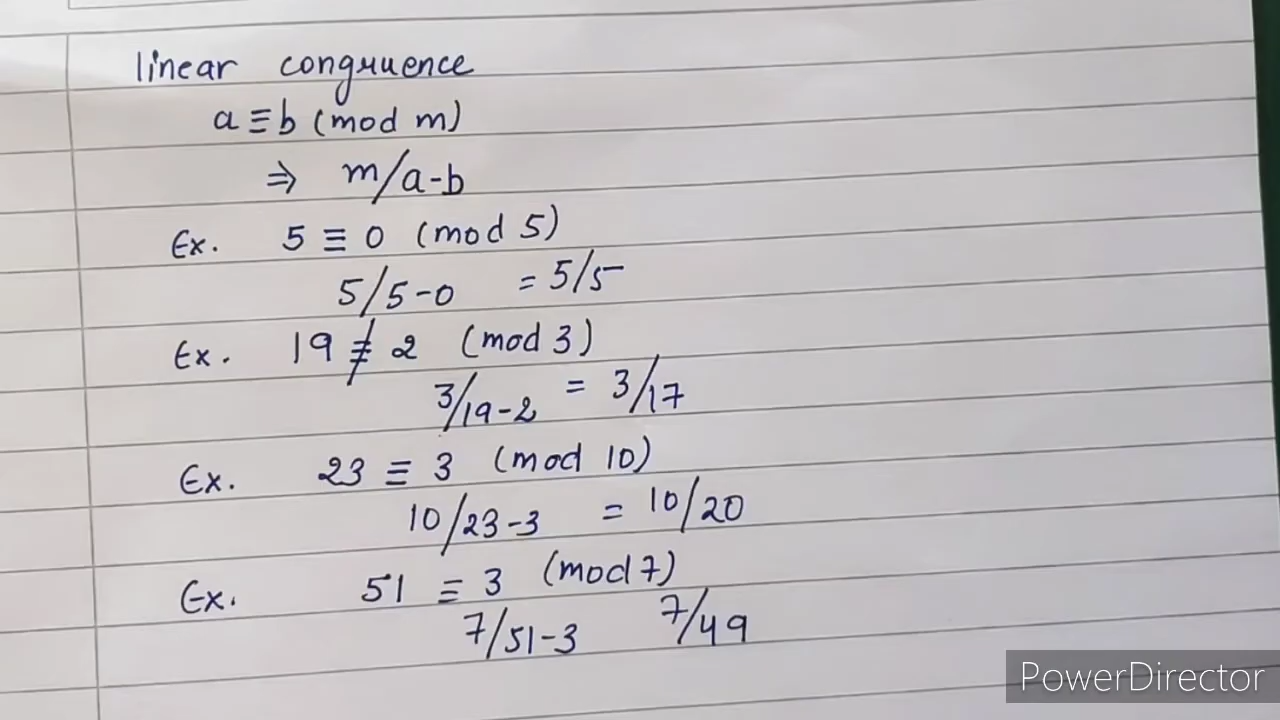 linear congruence
a ≡ b (mod m)
⇒ m/a-b
Ex. 5 ≡ 0 (mod 5)
5/5-0 = 5/5
Ex. 19 ≢ 2 (mod 3)
3/19-2 = 3/17
Ex. 23 ≡ 3 (mod 10)
10/23-3 = 10/20
Ex. 51 ≡ 3 (mod 7)
7/51-3 7/49
PowerDirector